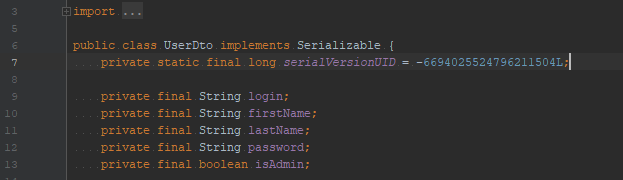 3 import ...
5
6 public class UserDto implements Serializable {
7 private static final long serialVersionUID = -6694025524796211504L;
8
9 private final String login;
10 private final String firstName;
11 private final String lastName;
12 private final String password;
13 private final boolean isAdmin;